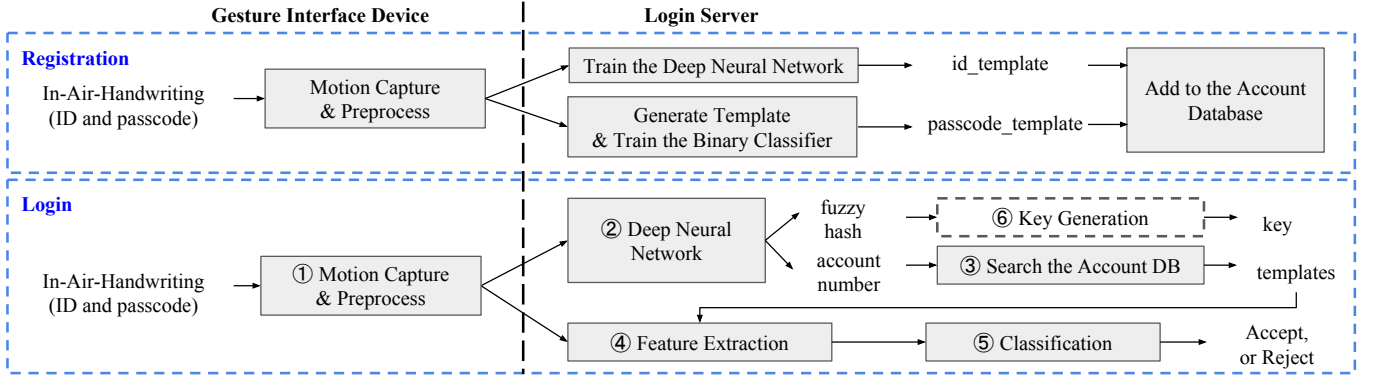 Gesture Interface Device
Login Server
Registration
In-Air-Handwriting
(ID and passcode)
Motion Capture
& Preprocess
Train the Deep Neural Network
id_template
Generate Template
& Train the Binary Classifier
passcode_template
Add to the Account
Database
Login
In-Air-Handwriting
(ID and passcode)
① Motion Capture
& Preprocess
② Deep Neural
Network
fuzzy
hash
⑥ Key Generation
key
account
number
③ Search the Account DB
templates
④ Feature Extraction
⑤ Classification
Accept,
or Reject